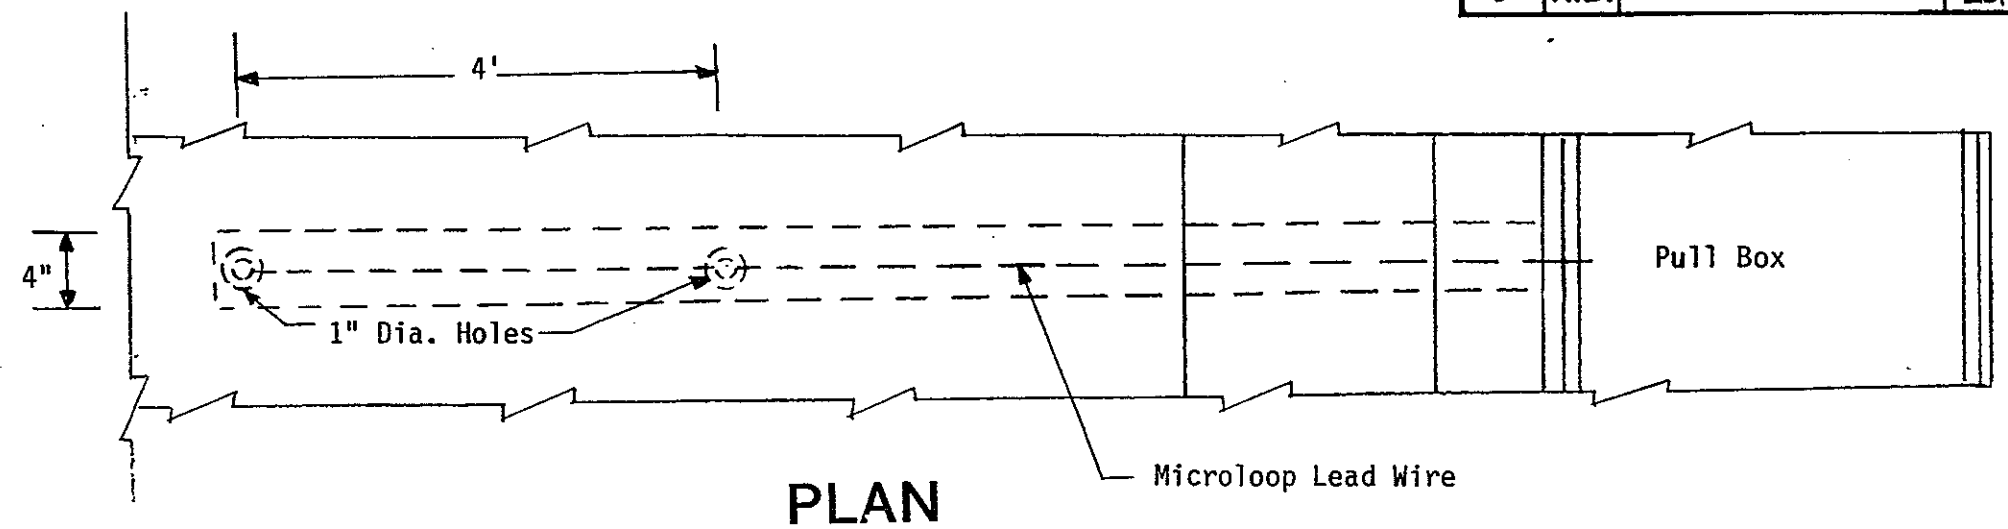 4'
4"
Pull Box
1" Dia. Holes
Microloop Lead Wire
PLAN